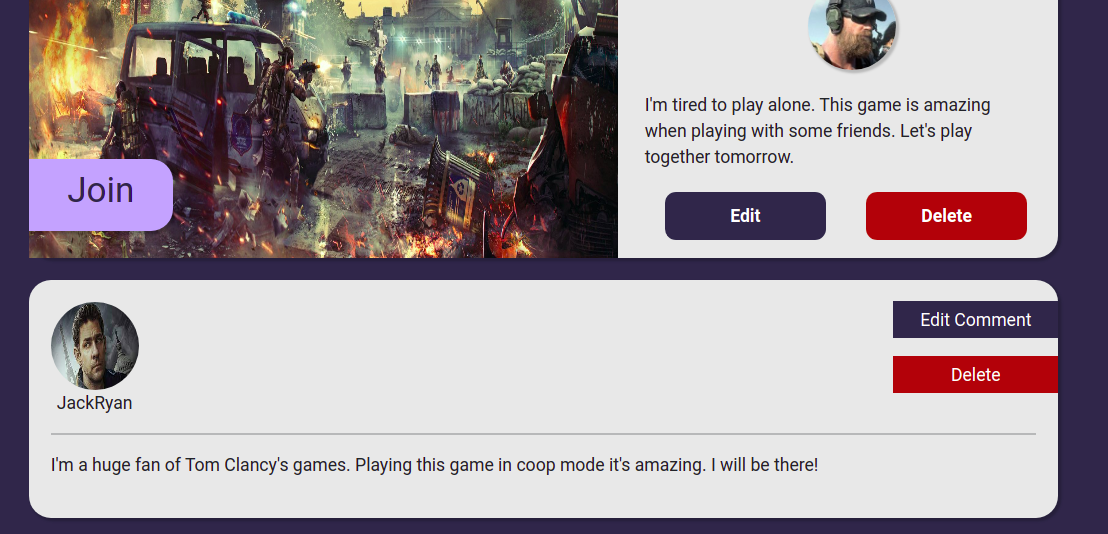 I'm tired to play alone. This game is amazing
when playing with some friends. Let's play
together tomorrow.
Join
Edit
Delete
Edit Comment
Delete
JackRyan
I'm a huge fan of Tom Clancy's games. Playing this game in coop mode it's amazing. I will be there!